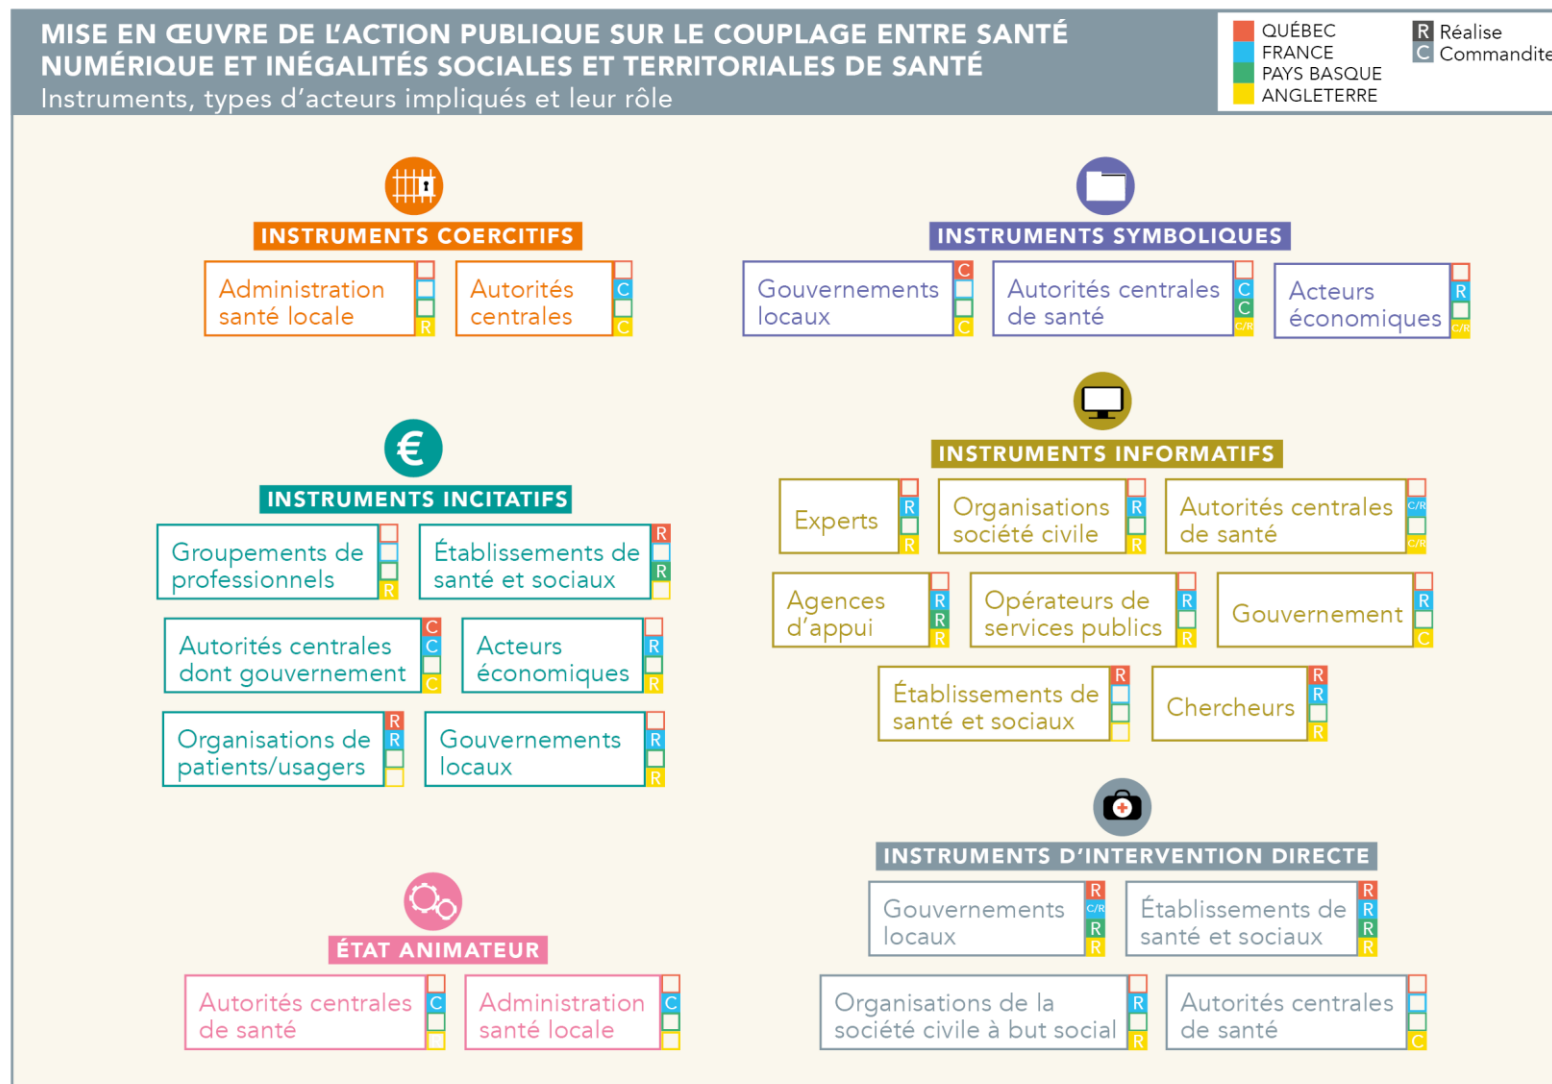 MISE EN ŒUVRE DE L'ACTION PUBLIQUE SUR LE COUPLAGE ENTRE SANTÉ
NUMÉRIQUE ET INÉGALITÉS SOCIALES ET TERRITORIALES DE SANTÉ
Instruments, types d'acteurs impliqués et leur rôle
QUÉBEC
FRANCE
PAYS BASQUE
ANGLETERRE
R Réalise
C Commandite
INSTRUMENTS COERCITIFS
Administration
santé locale
R
Autorités
centrales
C
C
INSTRUMENTS SYMBOLIQUES
Gouvernements
locaux
C
C
Autorités centrales
de santé
C
C
C/R
Acteurs
économiques
R
C/R
INSTRUMENTS INCITATIFS
Groupements de
professionnels
R
Établissements de
santé et sociaux
R
R
Autorités centrales
dont gouvernement
C
C
C
Acteurs
économiques
R
R
Organisations de
patients/usagers
R
R
Gouvernements
locaux
R
R
INSTRUMENTS INFORMATIFS
Experts
R
R
Organisations
société civile
R
R
Autorités centrales
de santé
C/R
C/R
Agences
d'appui
R
R
R
Opérateurs de
services publics
R
R
Gouvernement
R
C
Établissements de
santé et sociaux
R
Chercheurs
R
R
R
ÉTAT ANIMATEUR
Autorités centrales
de santé
C
Administration
santé locale
C
INSTRUMENTS D'INTERVENTION DIRECTE
Gouvernements
locaux
R
C/R
R
R
Établissements de
santé et sociaux
R
R
R
R
Organisations de la
société civile à but social
R
R
Autorités centrales
de santé
C